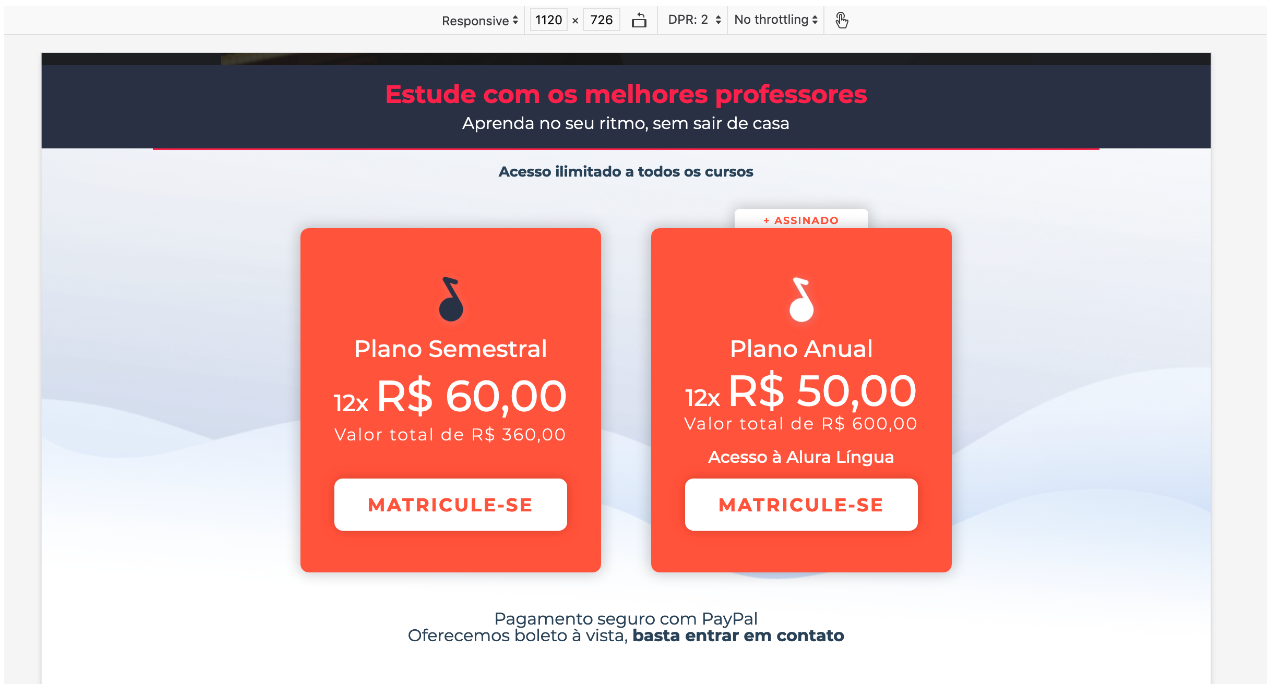 Responsive 1120 × 726 DPR: 2 No throttling
Estude com os melhores professores
Aprenda no seu ritmo, sem sair de casa
Acesso ilimitado a todos os cursos
Plano Semestral
12x R$ 60,00
Valor total de R$ 360,00
MATRICULE-SE
+ ASSINADO
Plano Anual
12x R$ 50,00
Valor total de R$ 600,00
Acesso à Alura Língua
MATRICULE-SE
Pagamento seguro com PayPal
Oferecemos boleto à vista, basta entrar em contato